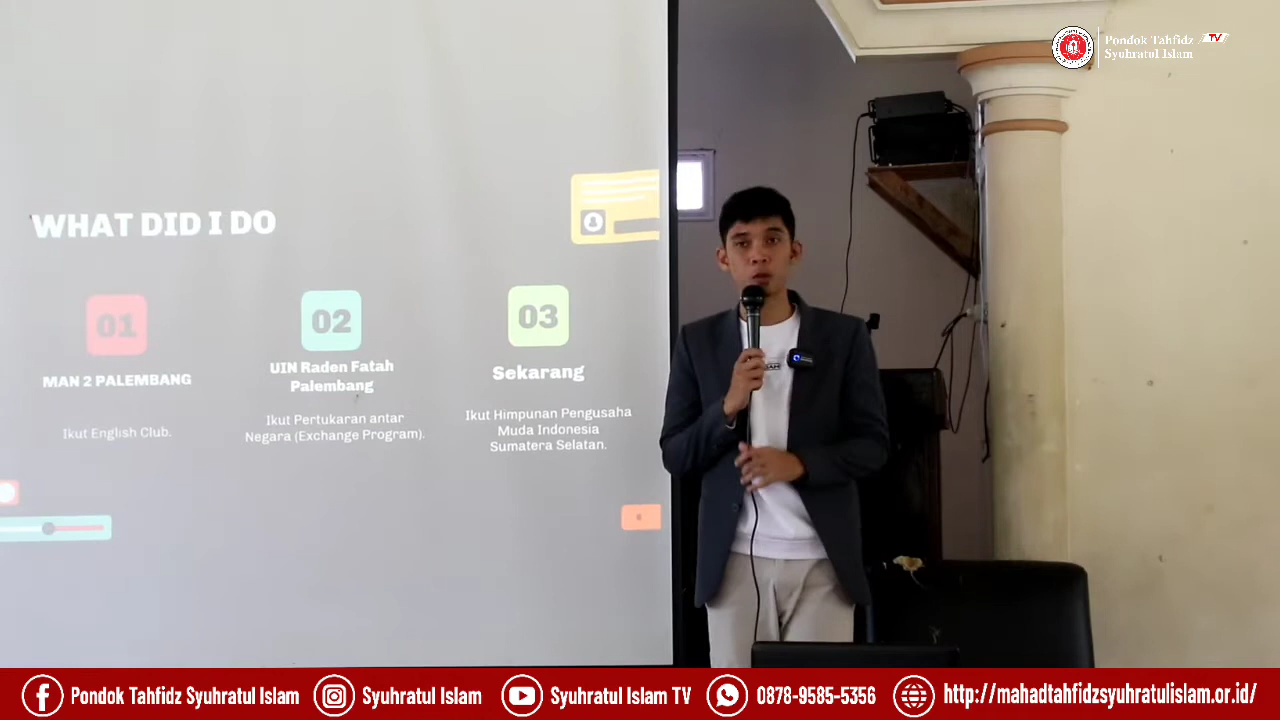 Pondok Tahfidz
Syuhratul Islam
TV
WHAT DID I DO
01
MAN 2 PALEMBANG
Ikut English Club.
02
UIN Raden Fatah
Palembang
Ikut Pertukaran antar
Negara (Exchange Program).
03
Sekarang
Ikut Himpunan Pengusaha
Muda Indonesia
Sumatera Selatan.
Pondok Tahfidz Syuhratul Islam
Syuhratul Islam
Syuhratul Islam TV
0878-9585-5356
http://mahadtahfidzsyuhratulislam.or.id/